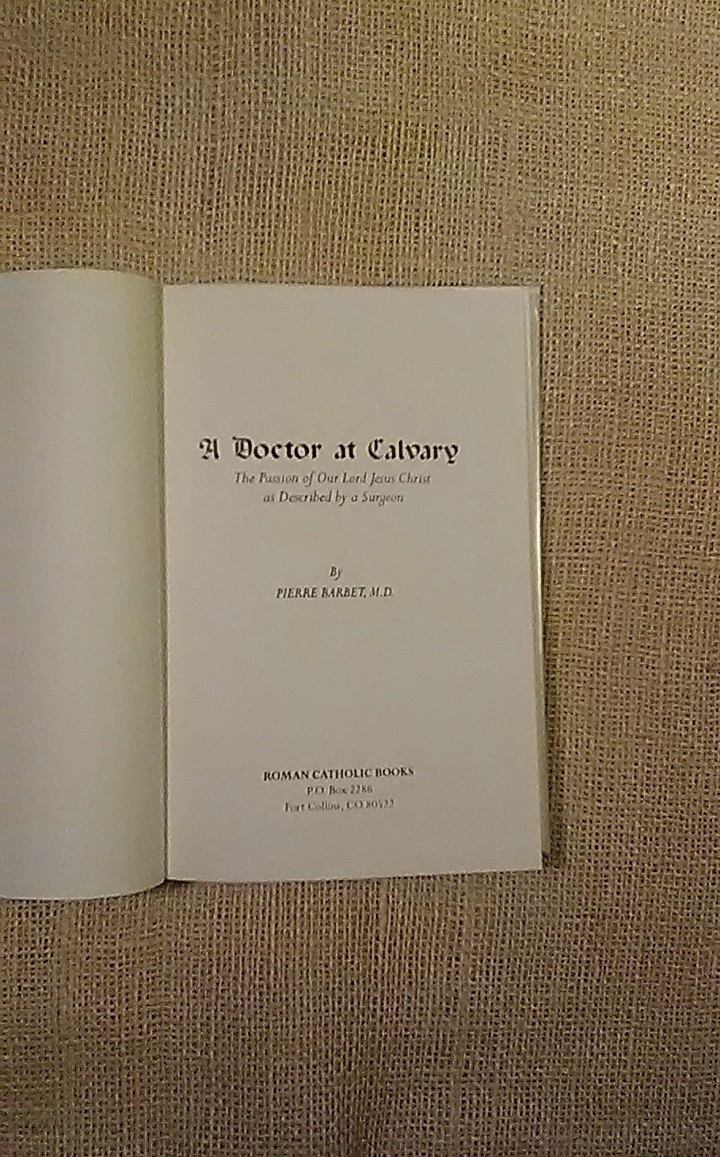 A Doctor at Calvary
The Passion of Our Lord Jesus Christ
as Described by a Surgeon
By
PIERRE BARBET, M.D.
ROMAN CATHOLIC BOOKS
P.O. Box 2286
Fort Collins, CO 80522